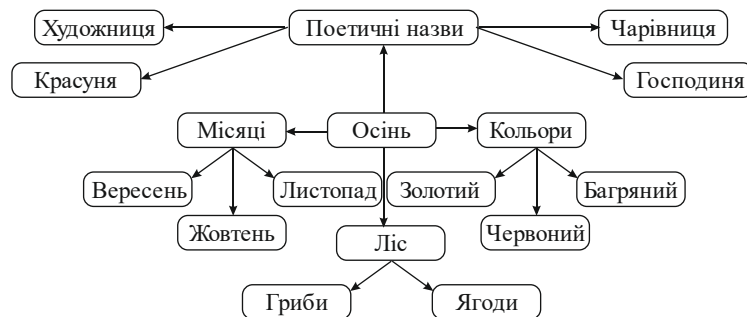 Художниця
Поетичні назви
Чарівниця
Красуня
Господиня
Місяці
Осінь
Кольори
Вересень
Листопад
Золотий
Багряний
Жовтень
Червоний
Ліс
Гриби
Ягоди